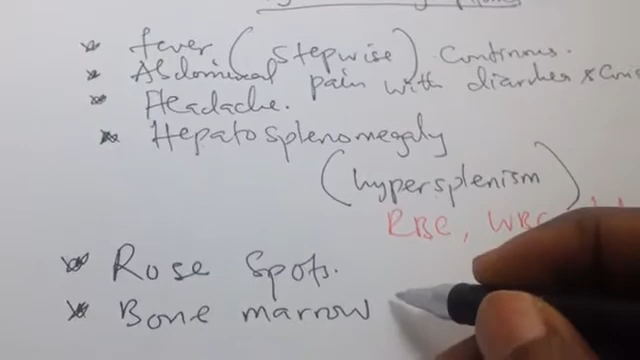 fever (stepwise) continuous.
Abdominal pain with diarrhea
Headache.
Hepatosplenomegaly
(hypersplenism)
RBC, WBC
Rose Spots.
Bone marrow